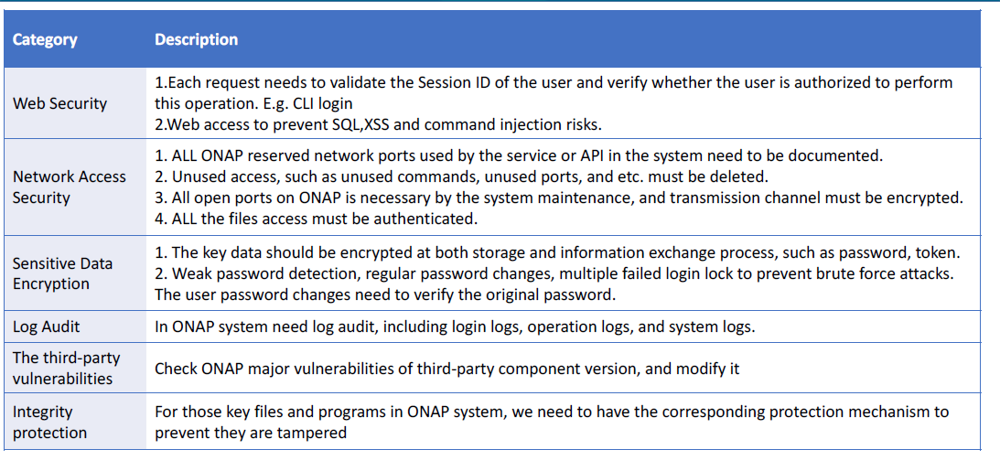 Category Description
Web Security
1.Each request needs to validate the Session ID of the user and verify whether the user is authorized to perform
this operation. E.g. CLI login
2.Web access to prevent SQL,XSS and command injection risks.
Network Access
Security
1. ALL ONAP reserved network ports used by the service or API in the system need to be documented.
2. Unused access, such as unused commands, unused ports, and etc. must be deleted.
3. All open ports on ONAP is necessary by the system maintenance, and transmission channel must be encrypted.
4. ALL the files access must be authenticated.
Sensitive Data
Encryption
1. The key data should be encrypted at both storage and information exchange process, such as password, token.
2. Weak password detection, regular password changes, multiple failed login lock to prevent brute force attacks.
The user password changes need to verify the original password.
Log Audit
In ONAP system need log audit, including login logs, operation logs, and system logs.
The third-party
vulnerabilities
Check ONAP major vulnerabilities of third-party component version, and modify it
Integrity
protection
For those key files and programs in ONAP system, we need to have the corresponding protection mechanism to
prevent they are tampered